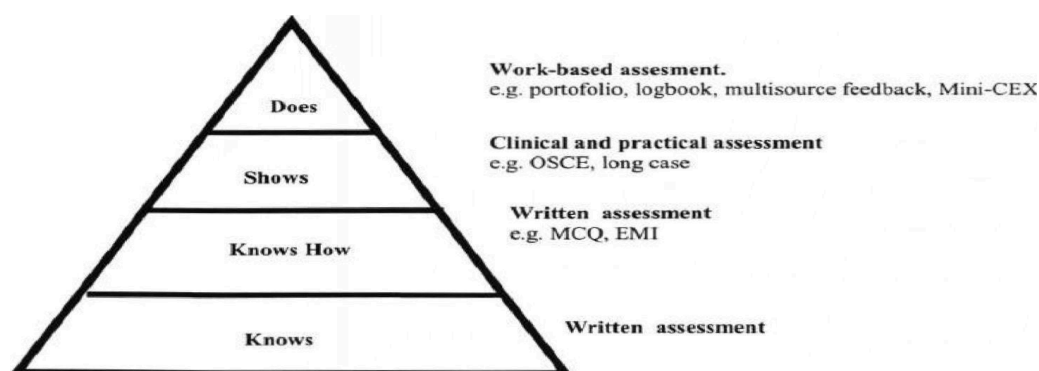 Work-based assesment.
e.g. portofolio, logbook, multisource feedback, Mini-CEX
Does
Clinical and practical assessment
e.g. OSCE, long case
Shows
Written assessment
e.g. MCQ, EMI
Knows How
Written assessment
Knows